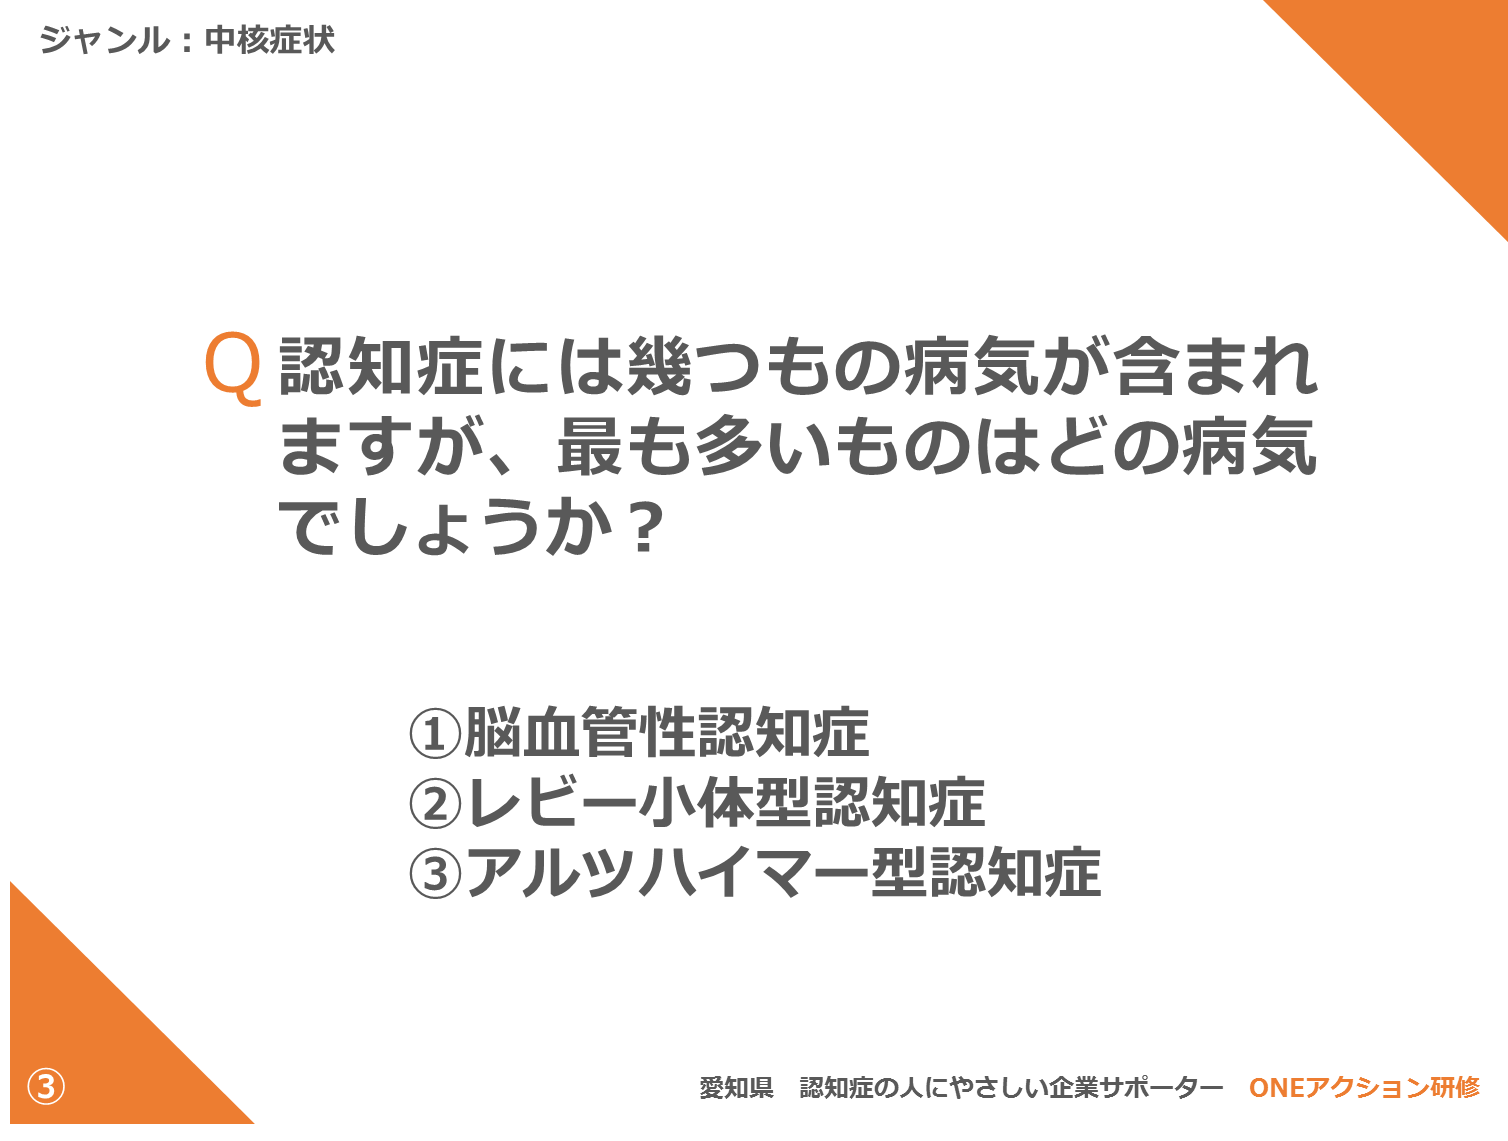 ジャンル：中核症状
Q 認知症には幾つもの病気が含まれ
ますが、最も多いものはどの病気
でしょうか？
①脳血管性認知症
②レビー小体型認知症
③アルツハイマー型認知症
③
愛知県　認知症の人にやさしい企業サポーター　ONEアクション研修